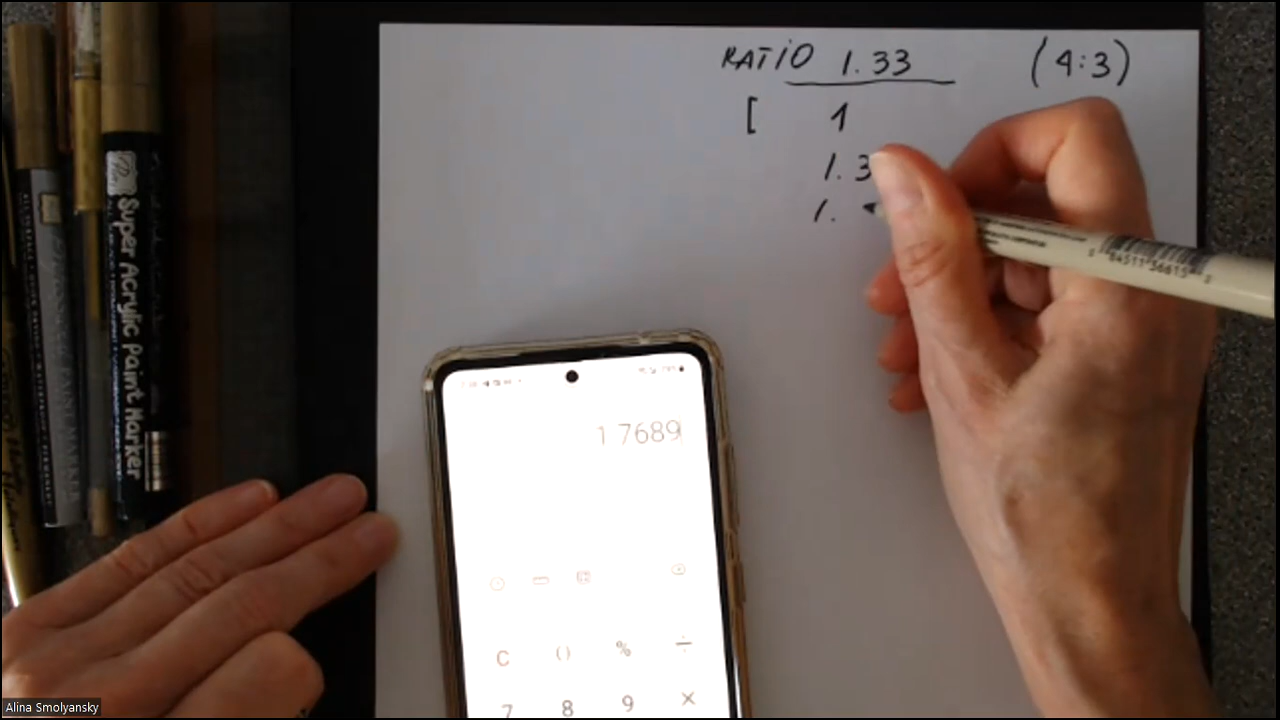 RATIO 1.33 (4:3)
[ 1
1.3
1.
Super Acrylic Paint Marker
1.7689
C () % ÷
7 8 9 ×
Alina Smolyansky